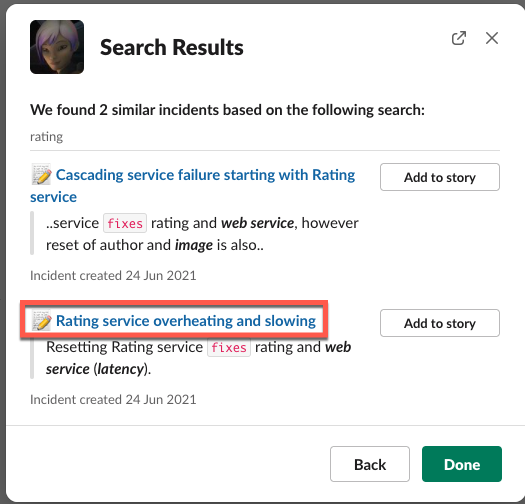 Search Results
We found 2 similar incidents based on the following search:
rating
Cascading service failure starting with Rating
service
Add to story
..service fixes rating and web service, however
reset of author and image is also..
Incident created 24 Jun 2021
Rating service overheating and slowing
Add to story
Resetting Rating service fixes rating and web
service (latency).
Incident created 24 Jun 2021
Back
Done